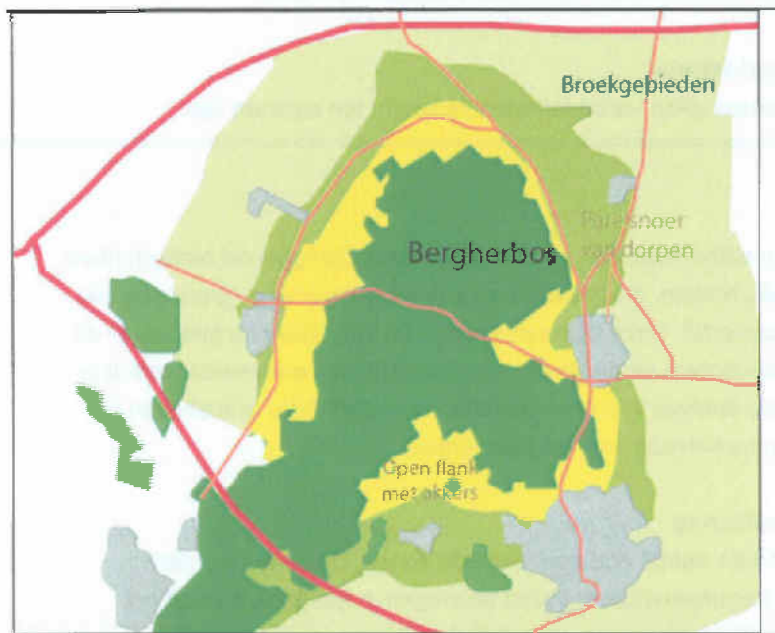 Broekgebieden
Parelsnoer
van dorpen
Bergherbos
Open flank
met akkers